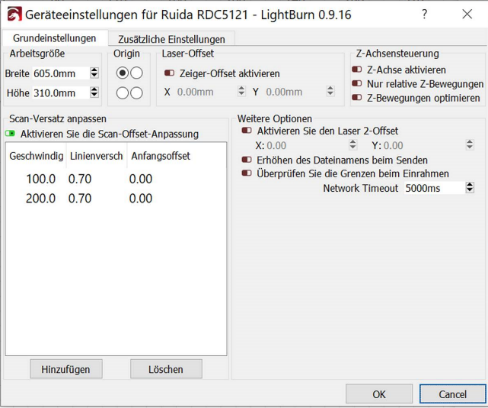 Geräteeinstellungen für Ruida RDC5121 - LightBurn 0.9.16
Grundeinstellungen
Zusätzliche Einstellungen
Arbeitsgröße
Origin
Laser-Offset
Z-Achsensteuerung
Breite 605.0mm
Zeiger-Offset aktivieren
Z-Achse aktivieren
Höhe 310.0mm
X 0.00mm
Y 0.00mm
Nur relative Z-Bewegungen
Z-Bewegungen optimieren
Scan-Versatz anpassen
Aktivieren Sie die Scan-Offset-Anpassung
Geschwindig Linienversch Anfangsoffset
100.0 0.70 0.00
200.0 0.70 0.00
Hinzufügen
Löschen
Weitere Optionen
Aktivieren Sie den Laser 2-Offset
X: 0.00
Y: 0.00
Erhöhen des Dateinamens beim Senden
Überprüfen Sie die Grenzen beim Einrahmen
Network Timeout 5000ms
OK
Cancel